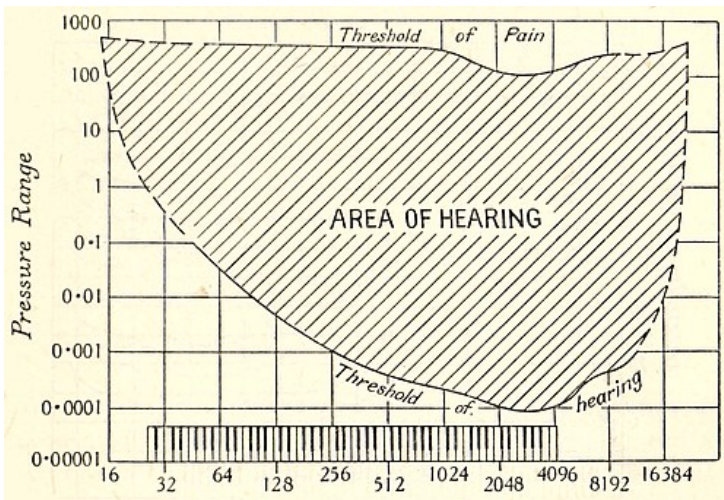 1000
Threshold of Pain
100
10
1
AREA OF HEARING
0·1
0·01
0·001
Threshold of hearing
0·0001
0·00001
Pressure Range
16 32 64 128 256 512 1024 2048 4096 8192 16384